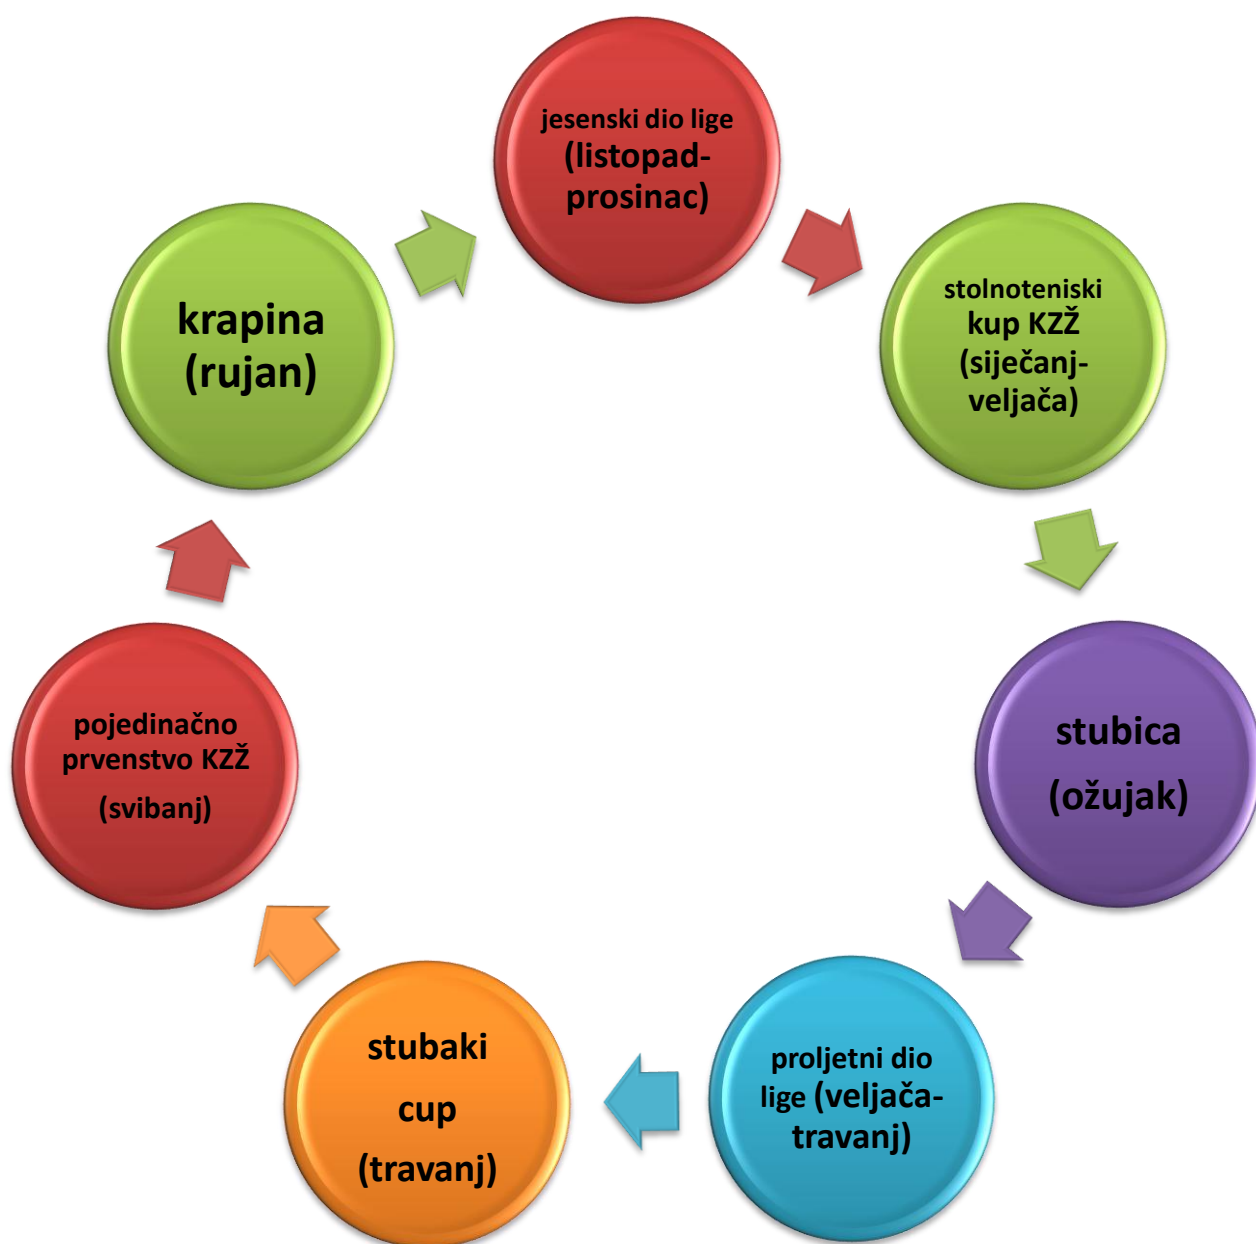 jesenski dio lige
(listopad-
prosinac)
stolnoteniski
kup KZŽ
(siječanj-
veljača)
stubica
(ožujak)
proljetni dio
lige (veljača-
travanj)
stubaki
cup
(travanj)
pojedinačno
prvenstvo KZŽ
(svibanj)
krapina
(rujan)